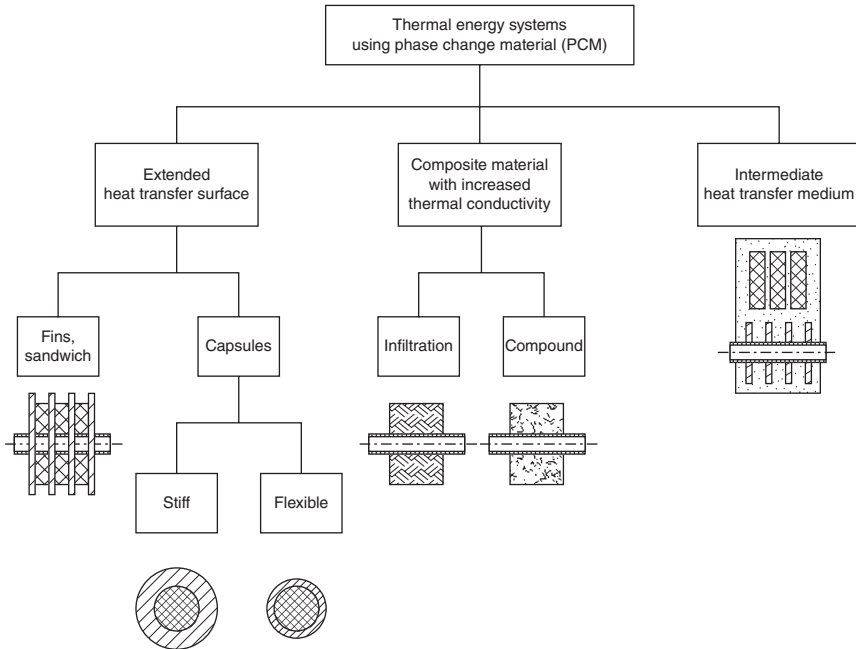 Thermal energy systems
using phase change material (PCM)
Extended
heat transfer surface
Composite material
with increased
thermal conductivity
Intermediate
heat transfer medium
Fins,
sandwich
Capsules
Infiltration
Compound
Stiff
Flexible